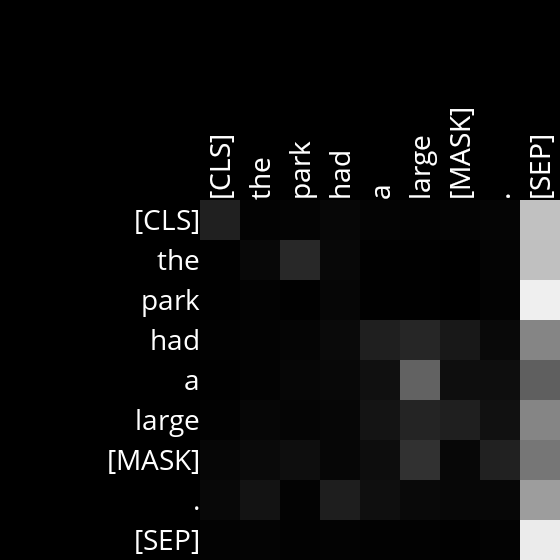 [CLS] the park had a large [MASK] . [SEP]
[CLS]
the
park
had
a
large
[MASK]
.
[SEP]